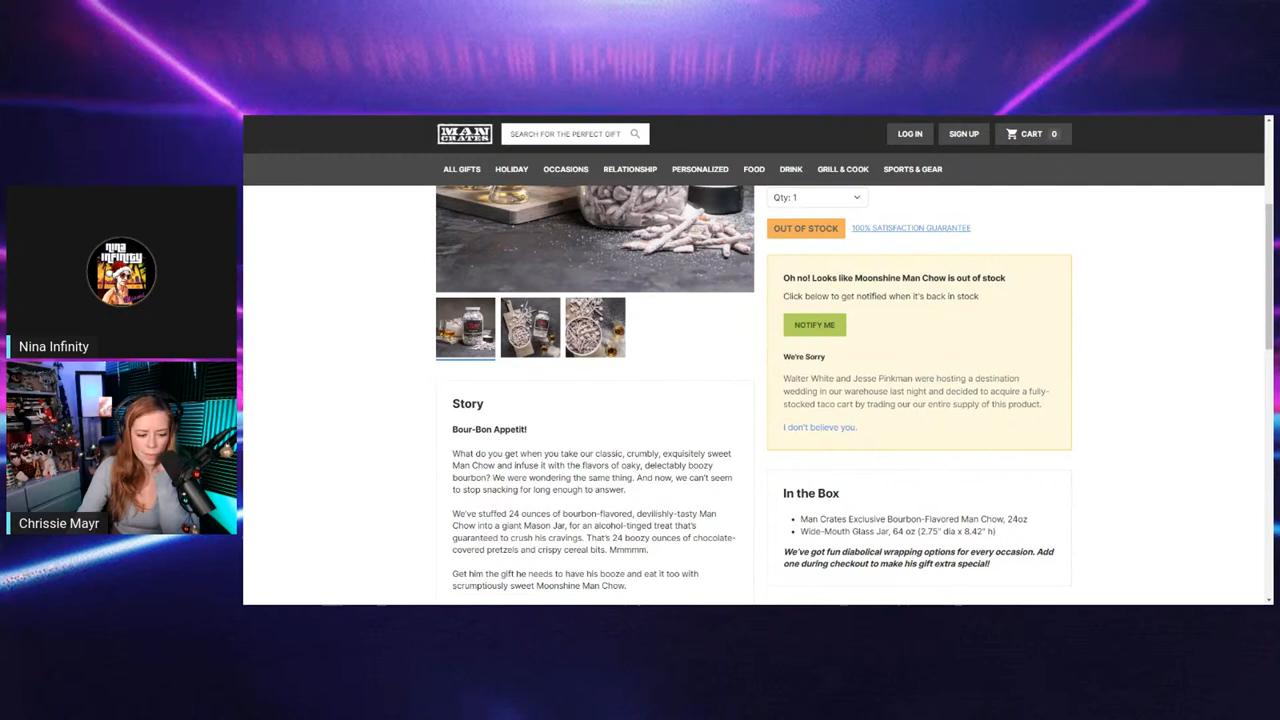 MAN
CRATES
SEARCH FOR THE PERFECT GIFT
LOG IN
SIGN UP
CART 0
ALL GIFTS
HOLIDAY
OCCASIONS
RELATIONSHIP
PERSONALIZED
FOOD
DRINK
GRILL & COOK
SPORTS & GEAR
Qty: 1
OUT OF STOCK
100% SATISFACTION GUARANTEE
Oh no! Looks like Moonshine Man Chow is out of stock
Click below to get notified when it's back in stock
NOTIFY ME
We're Sorry
Walter White and Jesse Pinkman were hosting a destination
wedding in our warehouse last night and decided to acquire a fully-
stocked taco cart by trading our our entire supply of this product.
I don't believe you.
Story
Bour-Bon Appetit!
What do you get when you take our classic, crumbly, exquisitely sweet
Man Chow and infuse it with the flavors of oaky, delectably boozy
bourbon? We were wondering the same thing. And now, we can't seem
to stop snacking for long enough to answer.
We've stuffed 24 ounces of bourbon-flavored, devilishly-tasty Man
Chow into a giant Mason Jar, for an alcohol-tinged treat that's
guaranteed to crush his cravings. That's 24 boozy ounces of chocolate-
covered pretzels and crispy cereal bits. Mmmmm.
Get him the gift he needs to have his booze and eat it too with
scrumptiously sweet Moonshine Man Chow.
In the Box
• Man Crates Exclusive Bourbon-Flavored Man Chow, 24oz
• Wide-Mouth Glass Jar, 64 oz (2.75" dia x 8.42" h)
We've got fun diabolical wrapping options for every occasion. Add
one during checkout to make his gift extra special!
NINA
INFINITY
Nina Infinity
Chrissie Mayr